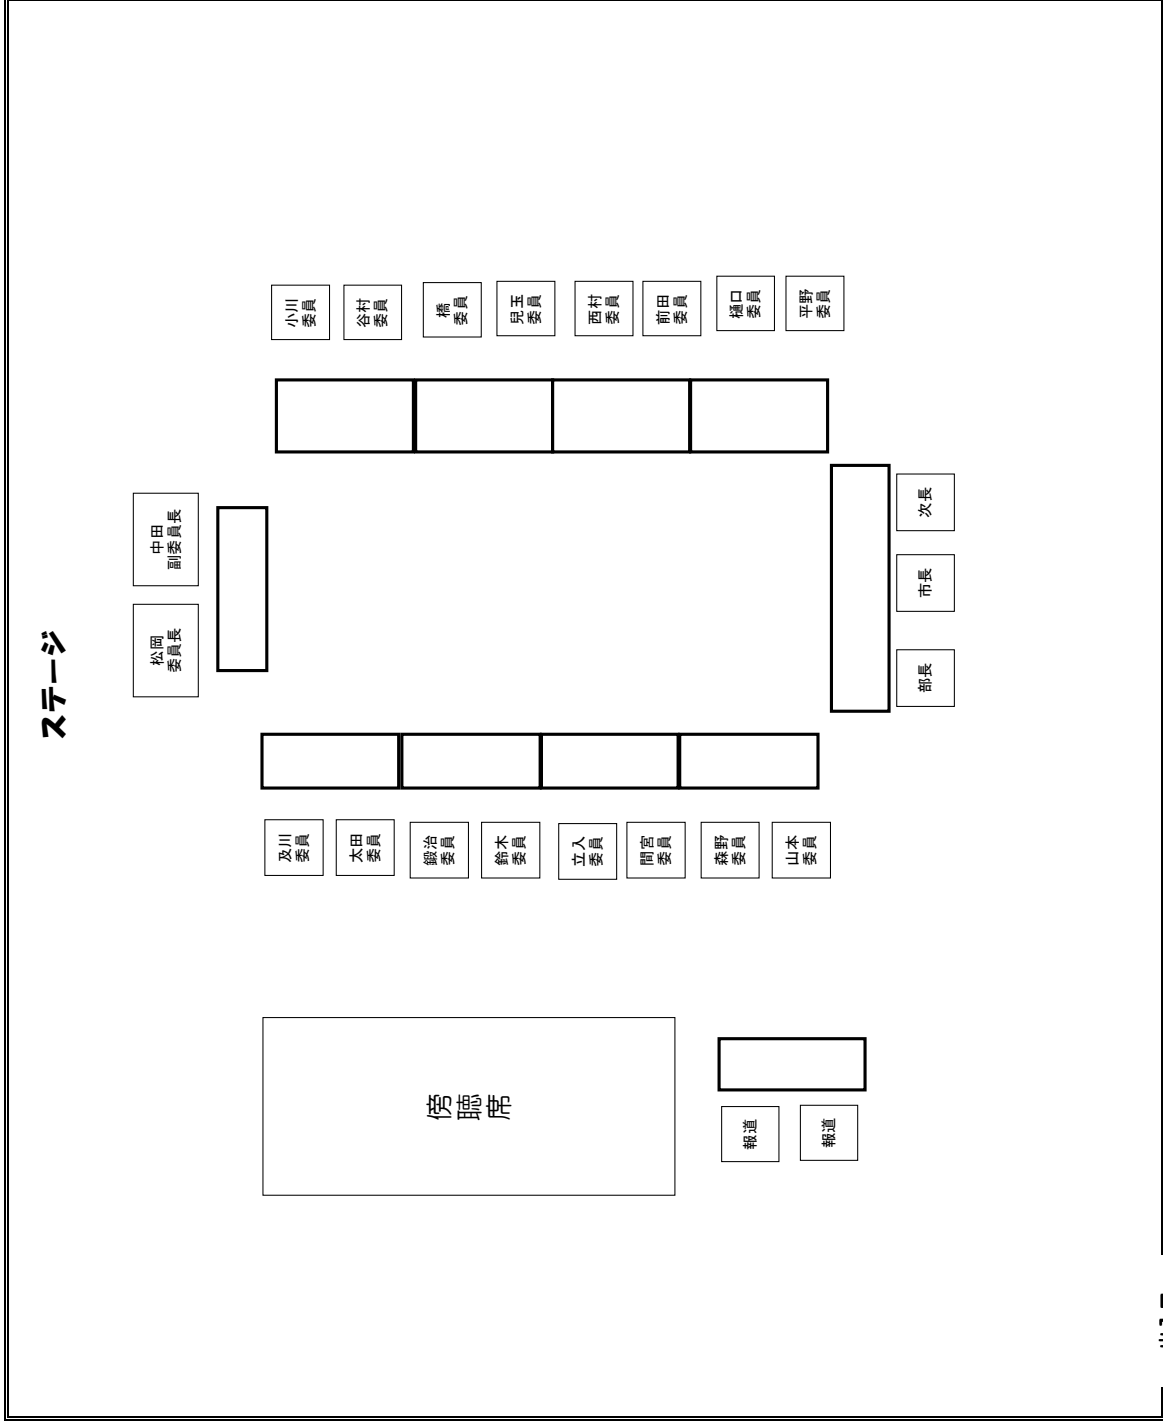 ステージ
松岡
委員長
中田
副委員長
及川
委員
太田
委員
鍛治
委員
鈴木
委員
立入
委員
間宮
委員
森野
委員
山本
委員
小川
委員
谷村
委員
橋
委員
兒玉
委員
西村
委員
前田
委員
樋口
委員
平野
委員
部長
市長
次長
傍聴席
報道
報道